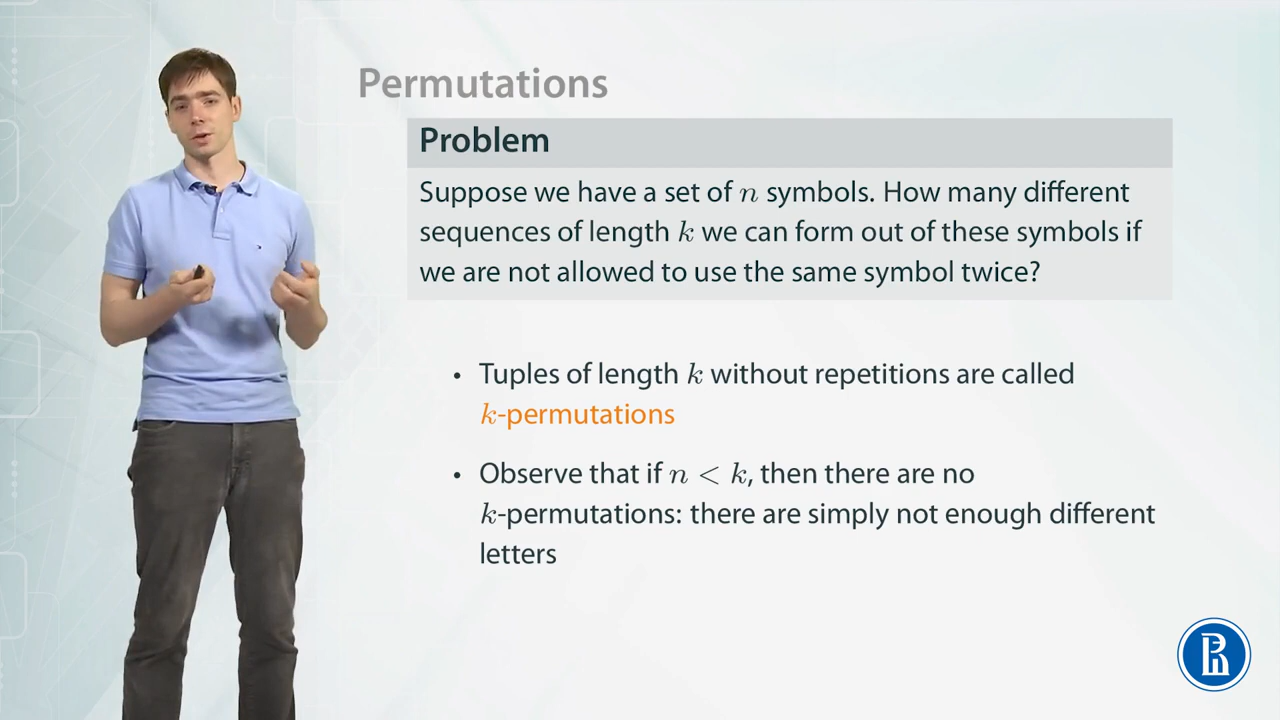 Permutations
Problem
Suppose we have a set of n symbols. How many different
sequences of length k we can form out of these symbols if
we are not allowed to use the same symbol twice?
• Tuples of length k without repetitions are called
k-permutations
• Observe that if n < k, then there are no
k-permutations: there are simply not enough different
letters